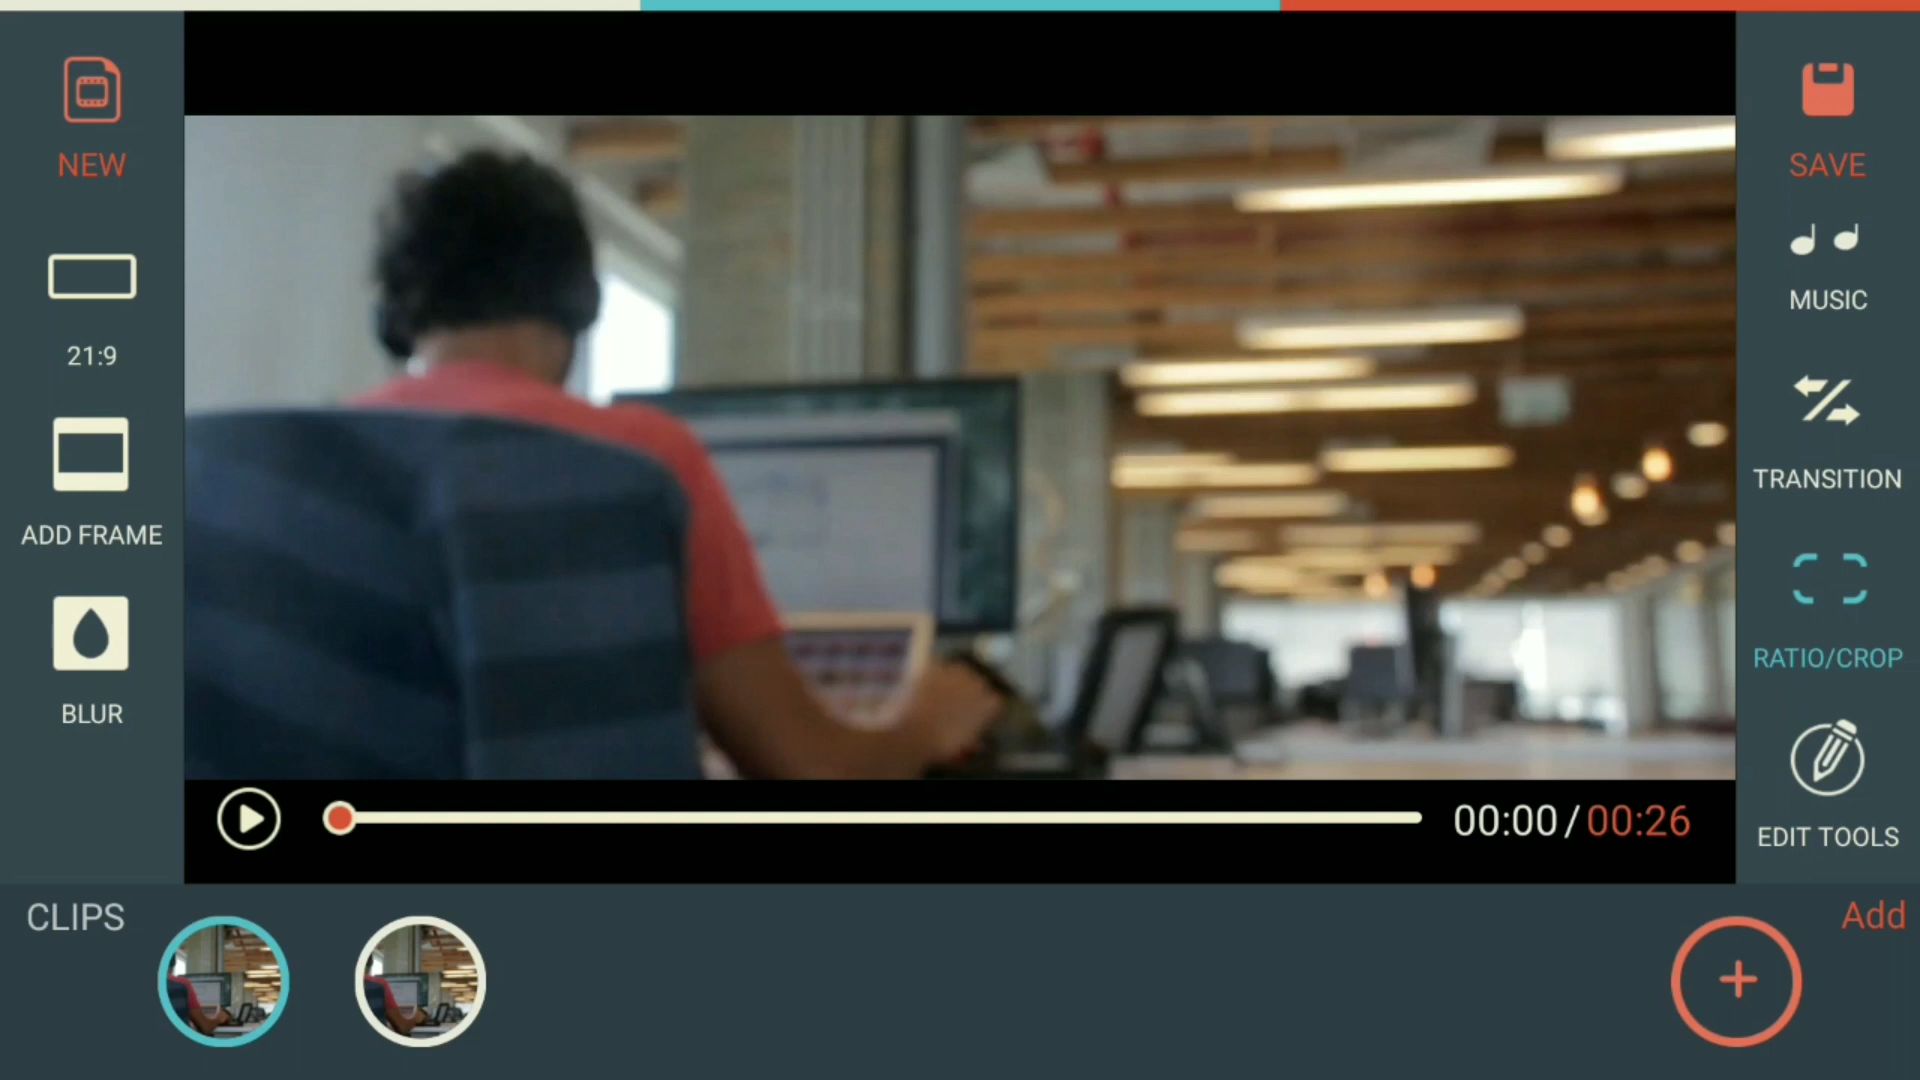 NEW
21:9
ADD FRAME
BLUR
SAVE
MUSIC
TRANSITION
RATIO/CROP
EDIT TOOLS
00:00/00:26
CLIPS
Add